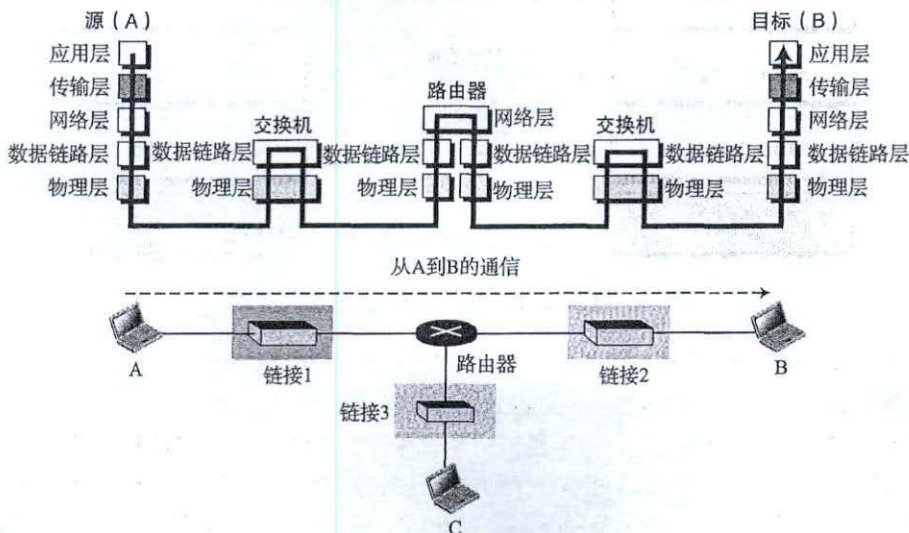 源（A）
目标（B）
应用层
应用层
传输层
传输层
路由器
网络层
网络层
网络层
交换机
交换机
数据链路层
数据链路层
数据链路层
数据链路层
数据链路层
数据链路层
物理层
物理层
物理层
物理层
物理层
物理层
从A到B的通信
A
链接1
路由器
链接2
B
链接3
C